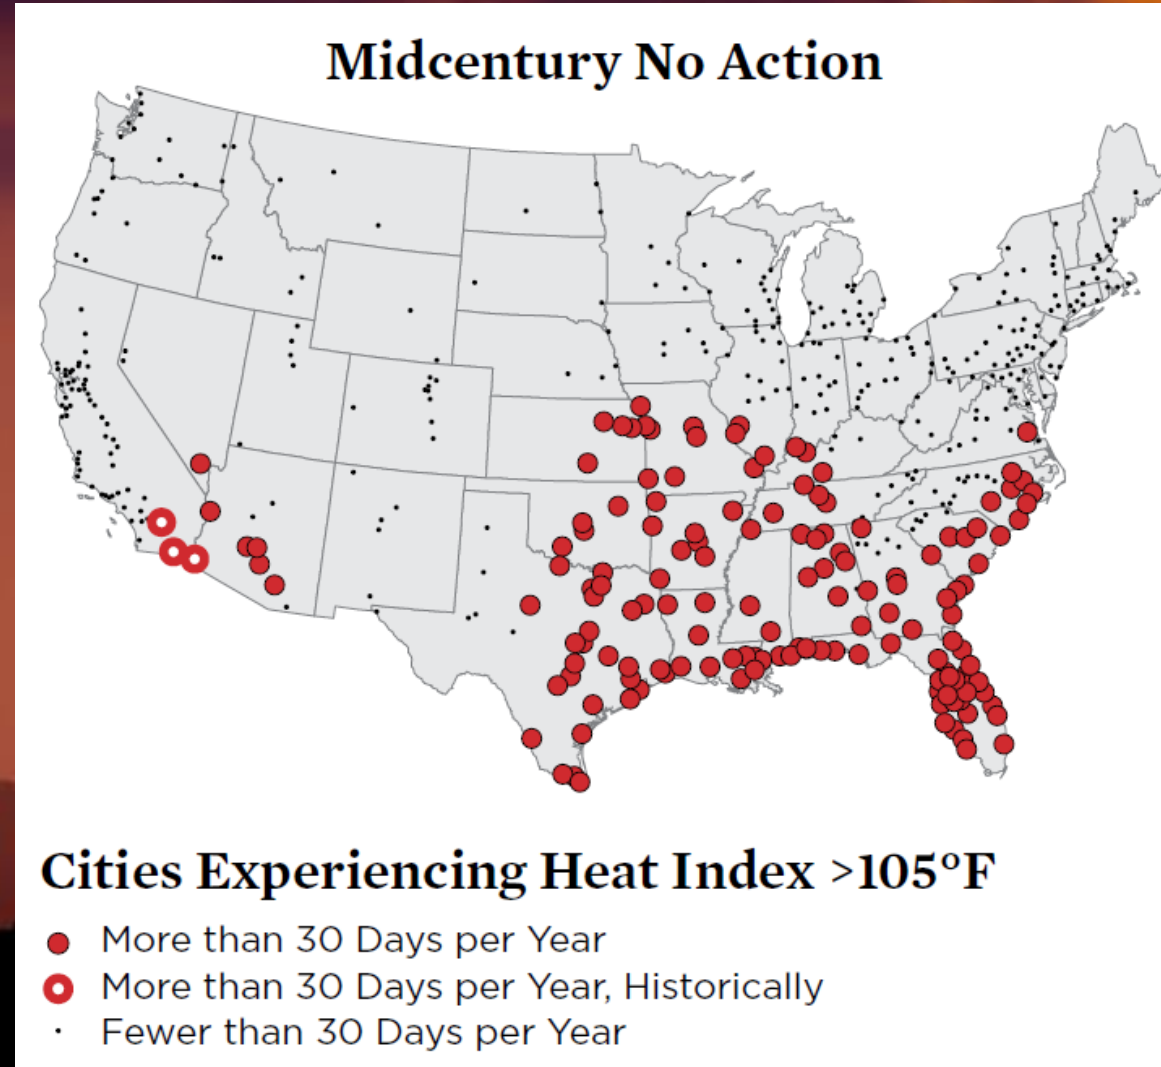 Midcentury No Action
Cities Experiencing Heat Index >105°F
More than 30 Days per Year
More than 30 Days per Year, Historically
Fewer than 30 Days per Year